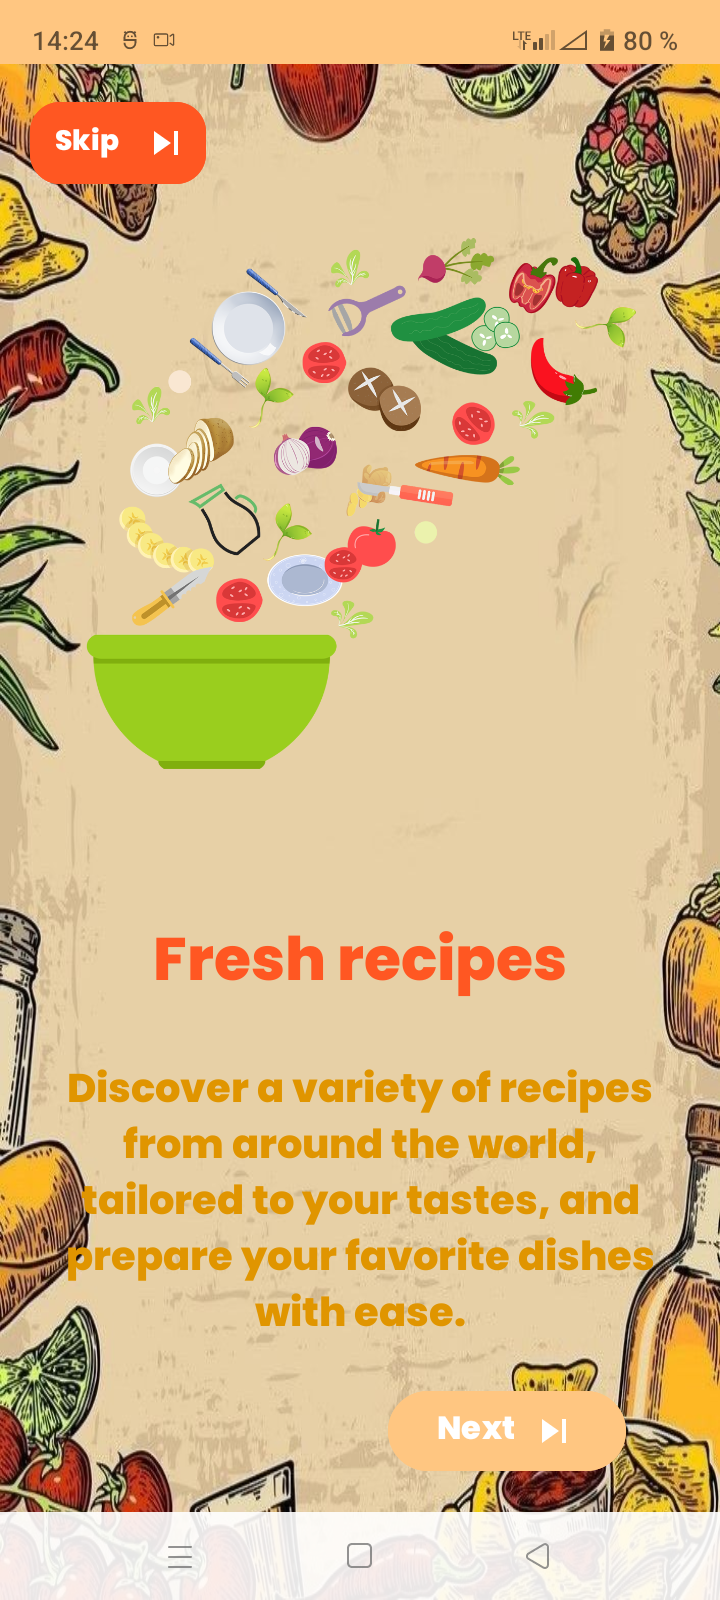 14:24
LTE
80 %
Skip
Fresh recipes
Discover a variety of recipes
from around the world,
tailored to your tastes, and
prepare your favorite dishes
with ease.
Next